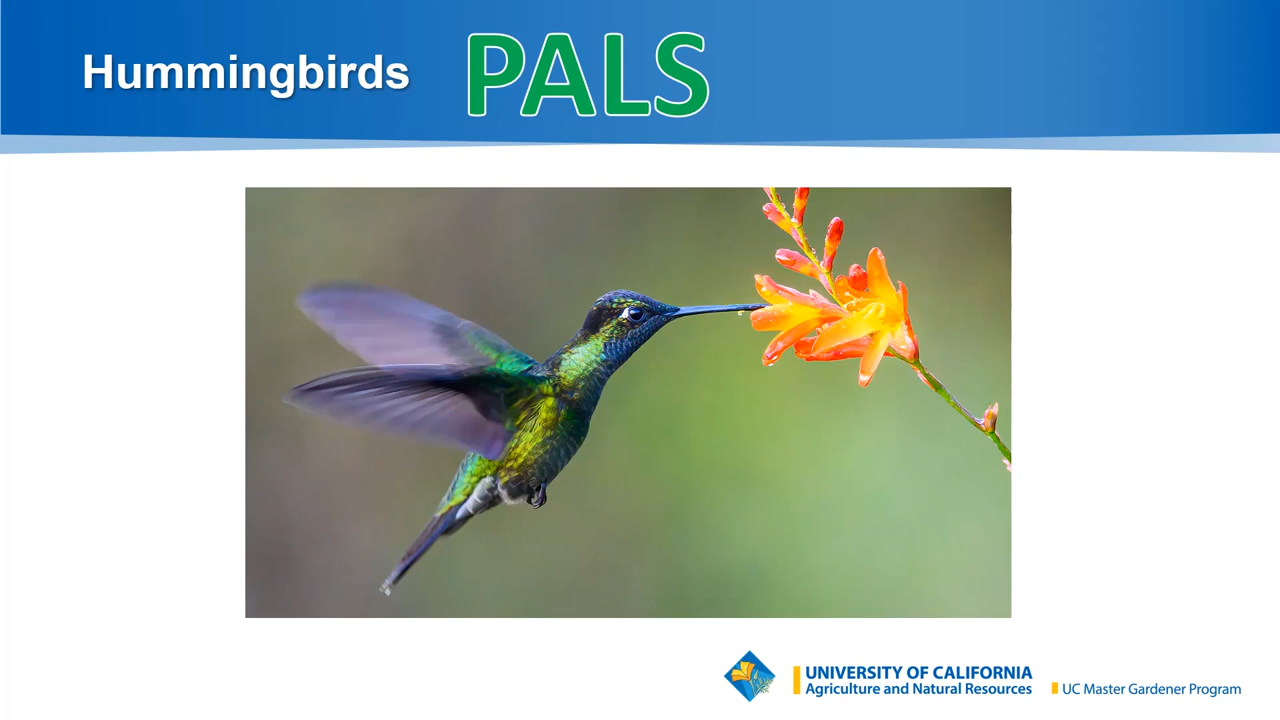 Hummingbirds PALS
UNIVERSITY OF CALIFORNIA
Agriculture and Natural Resources
UC Master Gardener Program